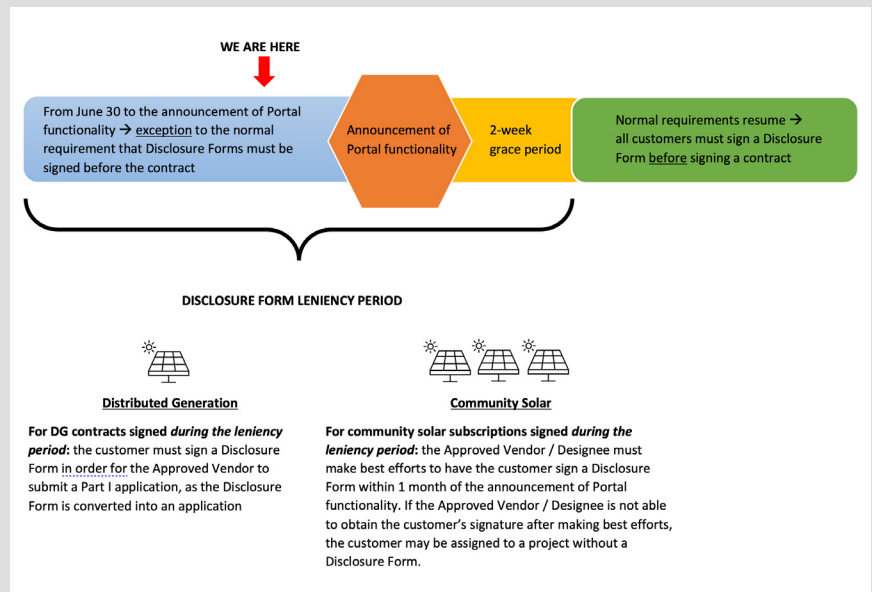 WE ARE HERE
From June 30 to the announcement of Portal
functionality → exception to the normal
requirement that Disclosure Forms must be
signed before the contract
Announcement of
Portal functionality
2-week
grace period
Normal requirements resume →
all customers must sign a Disclosure
Form before signing a contract
DISCLOSURE FORM LENIENCY PERIOD
Distributed Generation
For DG contracts signed during the leniency
period: the customer must sign a Disclosure
Form in order for the Approved Vendor to
submit a Part I application, as the Disclosure
Form is converted into an application
Community Solar
For community solar subscriptions signed during the
leniency period: the Approved Vendor / Designee must
make best efforts to have the customer sign a Disclosure
Form within 1 month of the announcement of Portal
functionality. If the Approved Vendor / Designee is not able
to obtain the customer's signature after making best efforts,
the customer may be assigned to a project without a
Disclosure Form.